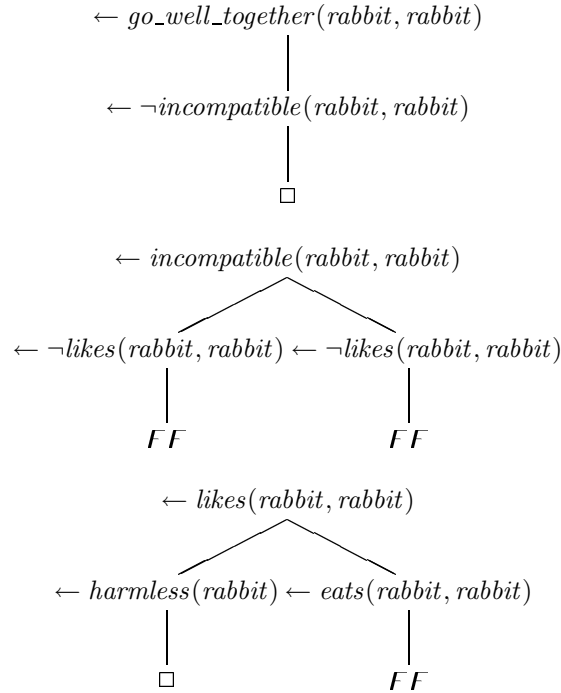 ← go_well_together(rabbit, rabbit)
← ¬incompatible(rabbit, rabbit)
□
← incompatible(rabbit, rabbit)
← ¬likes(rabbit, rabbit) ← ¬likes(rabbit, rabbit)
FF FF
← likes(rabbit, rabbit)
← harmless(rabbit) ← eats(rabbit, rabbit)
□ FF